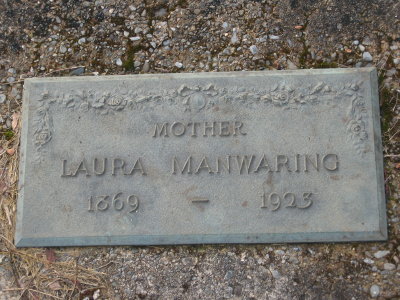 MOTHER
LAURA MANWARING
1869 – 1923